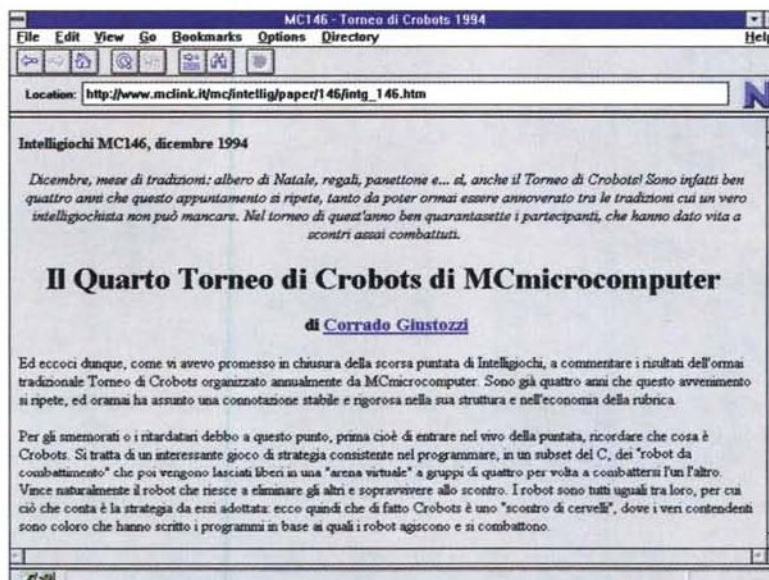 MC146 - Torneo di Crobots 1994
File Edit View Go Bookmarks Options Directory Help
Location: http://www.mclink.it/mc/intellig/paper/146/intg_146.htm
N
Intelligiochi MC146, dicembre 1994
Dicembre, mese di tradizioni: albero di Natale, regali, panettone e... sì, anche il Torneo di Crobots! Sono infatti ben
quattro anni che questo appuntamento si ripete, tanto da poter ormai essere annoverato tra le tradizioni cui un vero
intelligiochista non può mancare. Nel torneo di quest'anno ben quarantasette i partecipanti, che hanno dato vita a
scontri assai combattuti.
Il Quarto Torneo di Crobots di MCmicrocomputer
di Corrado Giustozzi
Ed eccoci dunque, come vi avevo promesso in chiusura della scorsa puntata di Intelligiochi, a commentare i risultati dell'ormai
tradizionale Torneo di Crobots organizzato annualmente da MCmicrocomputer. Sono già quattro anni che questo avvenimento
si ripete, ed oramai ha assunto una connotazione stabile e rigorosa nella sua struttura e nell'economia della rubrica.
Per gli smemorati o i ritardatari debbo a questo punto, prima cioè di entrare nel vivo della puntata, ricordare che cosa è
Crobots. Si tratta di un interessante gioco di strategia consistente nel programmare, in un subset del C, dei "robot da
combattimento" che poi vengono lasciati liberi in una "arena virtuale" a gruppi di quattro per volta a combattersi l'un l'altro.
Vince naturalmente il robot che riesce a eliminare gli altri e sopravvivere allo scontro. I robot sono tutti uguali tra loro, per cui
ciò che conta è la strategia da essi adottata: ecco quindi che di fatto Crobots è uno "scontro di cervelli", dove i veri contendenti
sono coloro che hanno scritto i programmi in base ai quali i robot agiscono e si combattono.